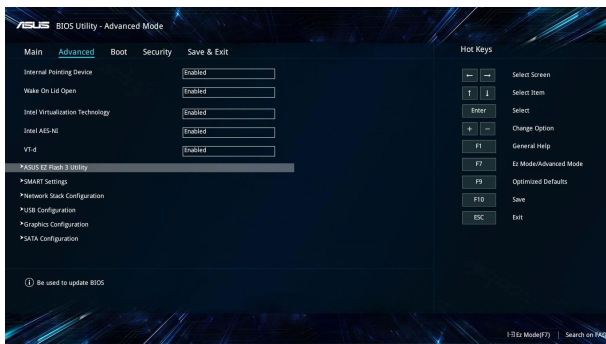 ASUS BIOS Utility - Advanced Mode
Main Advanced Boot Security Save & Exit
Internal Pointing Device Enabled
Wake On Lid Open Enabled
Intel Virtualization Technology Enabled
Intel AES-NI Enabled
VT-d Enabled
ASUS EZ Flash 3 Utility
SMART Settings
Network Stack Configuration
USB Configuration
Graphics Configuration
SATA Configuration
Be used to update BIOS
Hot Keys
← → Select Screen
↑ ↓ Select Item
Enter Select
+ - Change Option
F1 General Help
F7 Ez Mode/Advanced Mode
F9 Optimized Defaults
F10 Save
ESC Exit
Ez Mode(F7) | Search on FAQ